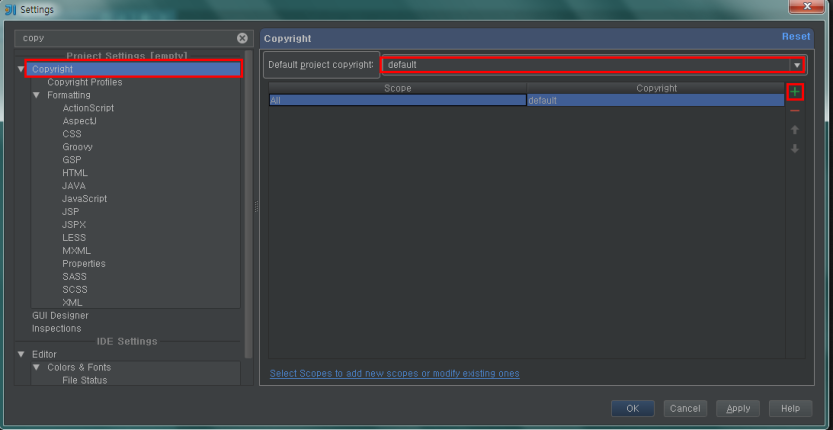 Settings
copy
Project Settings [empty]
Copyright
Copyright Profiles
Formatting
ActionScript
AspectJ
CSS
Groovy
GSP
HTML
JAVA
JavaScript
JSP
JSPX
LESS
MXML
Properties
SASS
SCSS
XML
GUI Designer
Inspections
IDE Settings
Editor
Colors & Fonts
File Status
Copyright
Reset
Default project copyright: default
Scope Copyright
All default
Select Scopes to add new scopes or modify existing ones
OK Cancel Apply Help